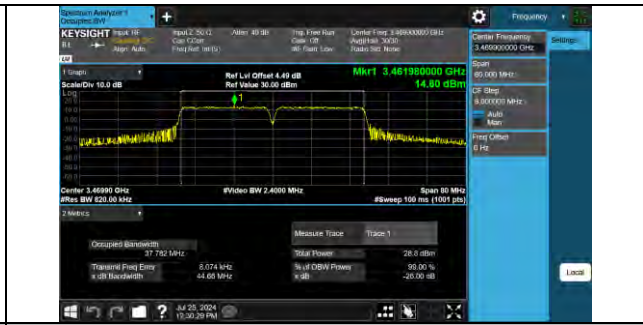 Spectrum Analyzer 1
Occupied BW
Frequency
KEYSIGHT Input: RF
Input Z: 50 Ω
Atten: 40 dB
Trig: Free Run
Center Freq: 3.469900000 GHz
Align: Auto
Corr CCorr
Freq Ref: Int (S)
Gate: Off
Avg|Hold: 30/30
Radio Std: None
Center Frequency
3.469900000 GHz
Settings
Span
80.000 MHz
CF Step
8.000000 MHz
Auto
Man
Freq Offset
0 Hz
1 Graph
Scale/Div 10.0 dB
Ref Lvl Offset 4.49 dB
Ref Value 30.00 dBm
Mkr1 3.461980000 GHz
14.60 dBm
Log
1
Center 3.46990 GHz
#Res BW 820.00 kHz
#Video BW 2.4000 MHz
Span 80 MHz
#Sweep 100 ms (1001 pts)
2 Metrics
Measure Trace Trace 1
Occupied Bandwidth
37.762 MHz
Total Power 28.8 dBm
Transmit Freq Error 8.074 kHz
% of OBW Power 99.00 %
x dB Bandwidth 44.66 MHz
x dB -26.00 dB
Local
Jul 25, 2024
12:30:29 PM